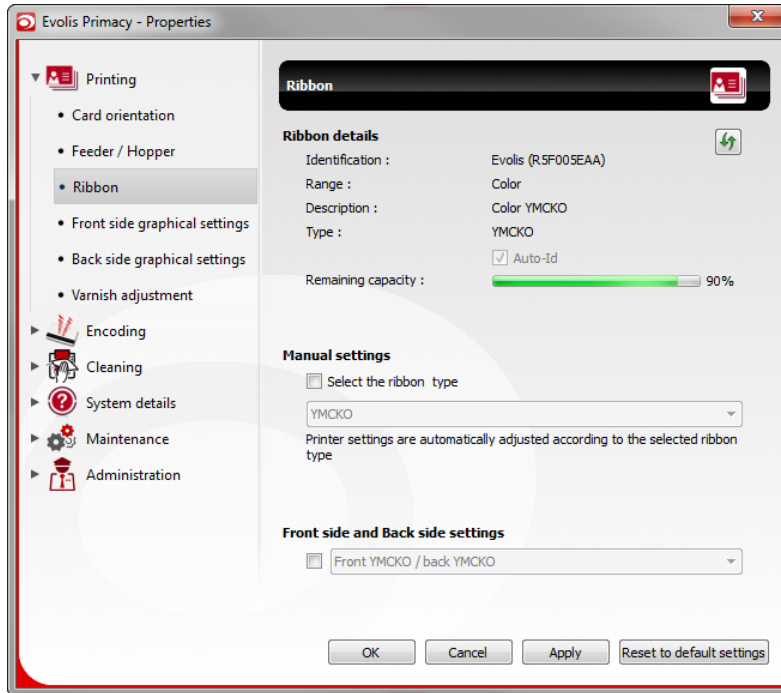 Evolis Primacy - Properties
Printing
Card orientation
Feeder / Hopper
Ribbon
Front side graphical settings
Back side graphical settings
Varnish adjustment
Encoding
Cleaning
System details
Maintenance
Administration
Ribbon
Ribbon details
Identification : Evolis (R5F005EAA)
Range : Color
Description : Color YMCKO
Type : YMCKO
Auto-Id
Remaining capacity : 90%
Manual settings
Select the ribbon type
YMCKO
Printer settings are automatically adjusted according to the selected ribbon
type
Front side and Back side settings
Front YMCKO / back YMCKO
OK Cancel Apply Reset to default settings